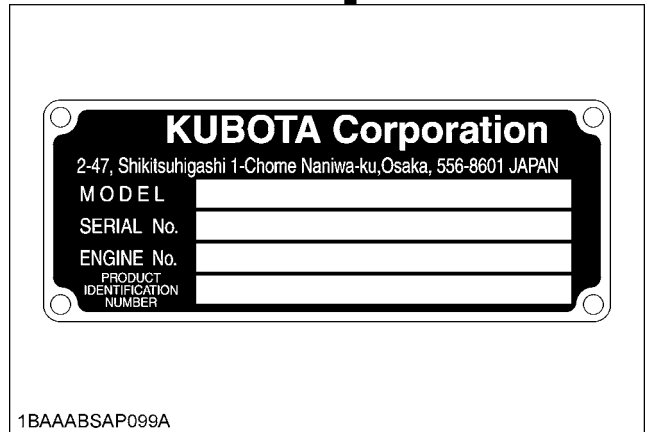 KUBOTA Corporation
2-47, Shikitsuhigashi 1-Chome Naniwa-ku,Osaka, 556-8601 JAPAN
MODEL
SERIAL No.
ENGINE No.
PRODUCT
IDENTIFICATION
NUMBER
1BAAABSAP099A